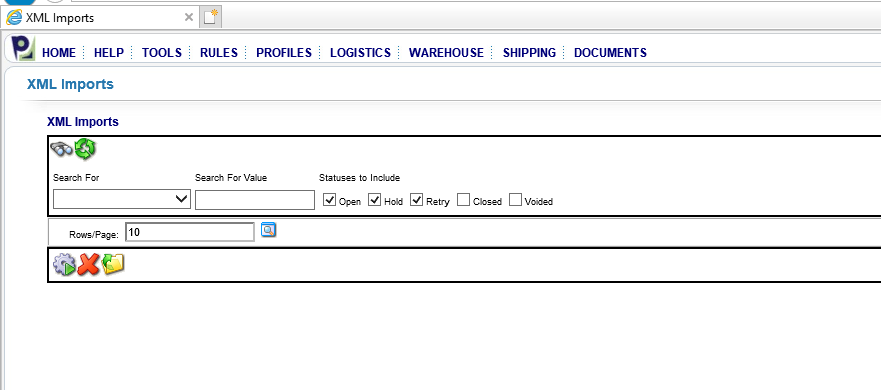 XML Imports
HOME HELP TOOLS RULES PROFILES LOGISTICS WAREHOUSE SHIPPING DOCUMENTS
XML Imports
XML Imports
Search For Search For Value Statuses to Include
Open Hold Retry Closed Voided
Rows/Page: 10